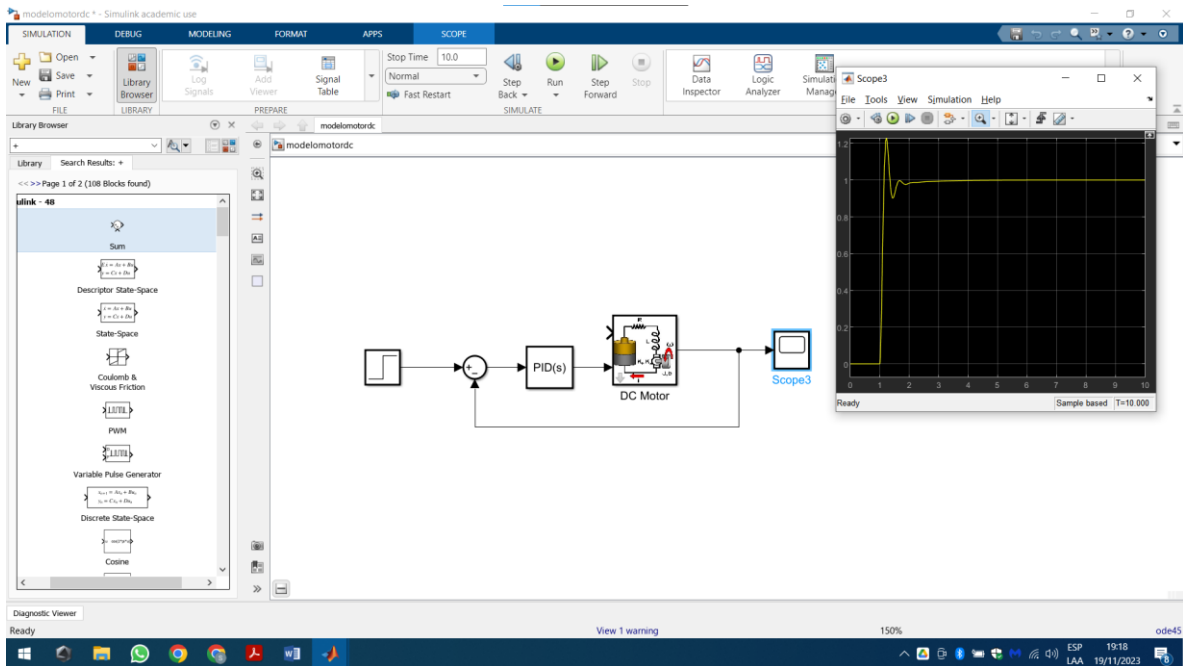 modelomotordc * - Simulink academic use
SIMULATION DEBUG MODELING FORMAT APPS SCOPE
New
Open
Save
Print
FILE
Library Browser
LIBRARY
Log Signals
Add Viewer
Signal Table
PREPARE
Stop Time 10.0
Normal
Fast Restart
Step Back
Run
Step Forward
Stop
SIMULATE
Data Inspector
Logic Analyzer
Simulati
Manag
Library Browser
+
Library Search Results: +
<< >> Page 1 of 2 (108 Blocks found)
ulink - 48
Sum
Descriptor State-Space
State-Space
Coulomb &
Viscous Friction
PWM
Variable Pulse Generator
Discrete State-Space
Cosine
modelomotordc
modelomotordc
PID(s)
DC Motor
Scope3
Scope3
File Tools View Simulation Help
1.2
1
0.8
0.6
0.4
0.2
0
0 1 2 3 4 5 6 7 8 9 10
Ready Sample based T=10.000
Diagnostic Viewer
Ready View 1 warning 150% ode45
ESP
LAA
19:18
19/11/2023
8